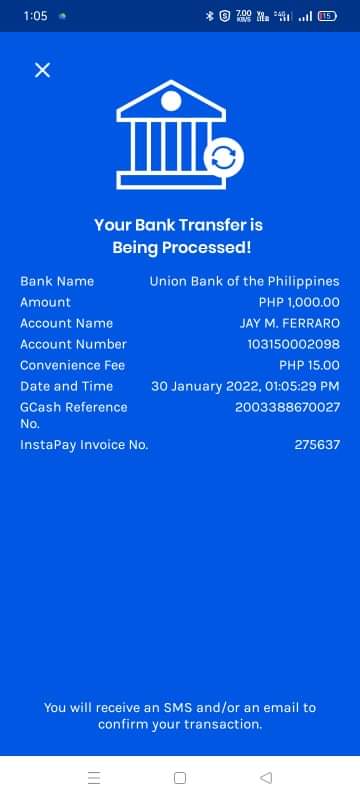 1:05 7.00 KB/S Vo LTE 4G 15
Your Bank Transfer is
Being Processed!
Bank Name Union Bank of the Philippines
Amount PHP 1,000.00
Account Name JAY M. FERRARO
Account Number 103150002098
Convenience Fee PHP 15.00
Date and Time 30 January 2022, 01:05:29 PM
GCash Reference 2003388670027
No.
InstaPay Invoice No. 275637
You will receive an SMS and/or an email to
confirm your transaction.